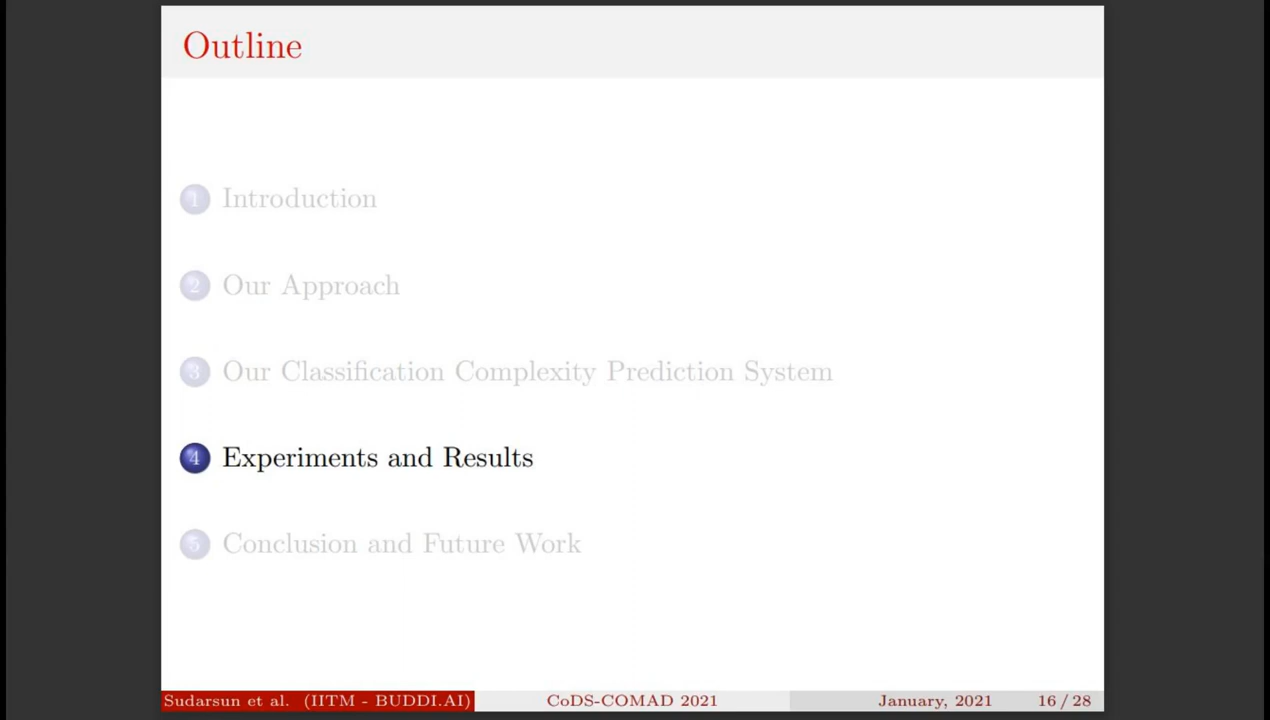 Outline
1 Introduction
2 Our Approach
3 Our Classification Complexity Prediction System
4 Experiments and Results
5 Conclusion and Future Work
Sudarsun et al. (IITM - BUDDI.AI) CoDS-COMAD 2021 January, 2021 16 / 28